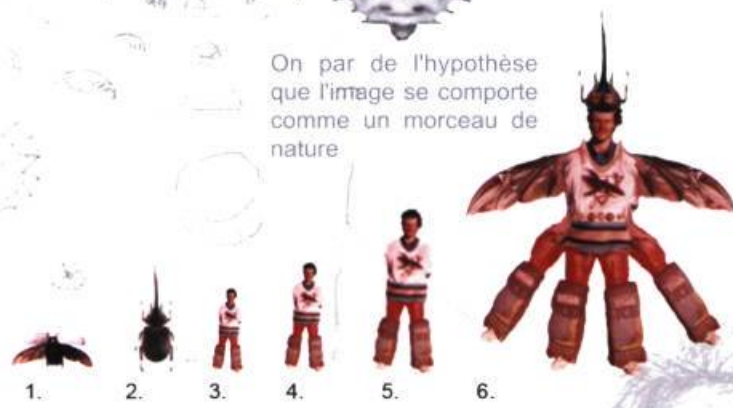 On par de l'hypothèse
que l'image se comporte
comme un morceau de
nature
1. 2. 3. 4. 5. 6.